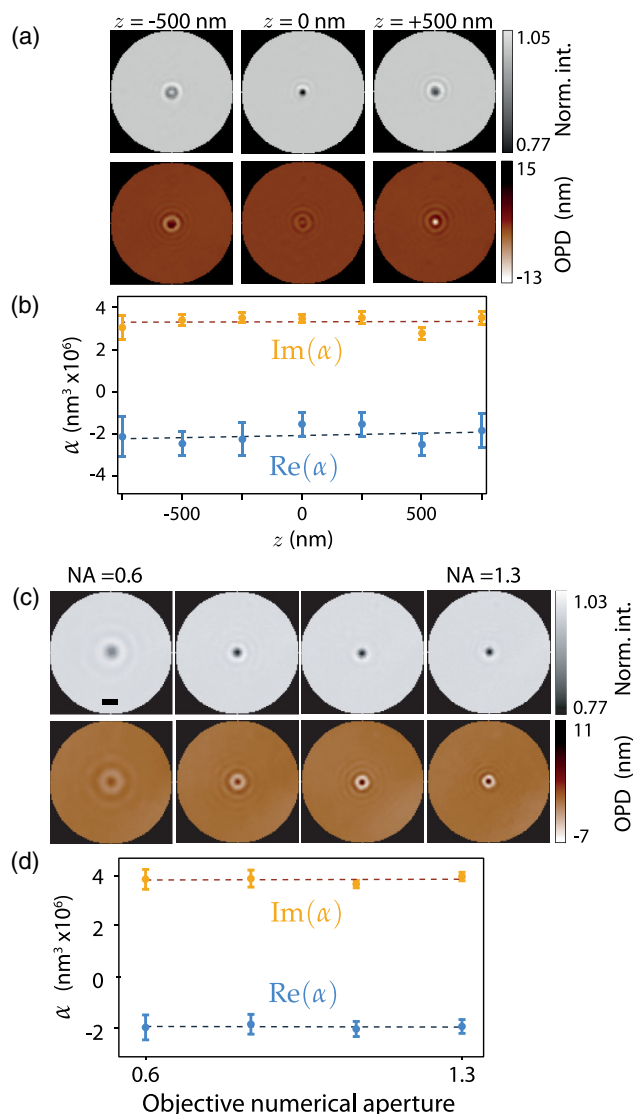 (a)
z = -500 nm z = 0 nm z = +500 nm
1.05
Norm. int.
0.77
15
OPD (nm)
-13
(b)
4
2
0
-2
-4
α (nm³ x10⁶)
Im(α)
Re(α)
-500 0 500
z (nm)
NA =0.6 NA =1.3
(c)
1.03
Norm. int.
0.77
11
OPD (nm)
-7
(d)
4
2
0
-2
α (nm³ x10⁶)
Im(α)
Re(α)
0.6 1.3
Objective numerical aperture